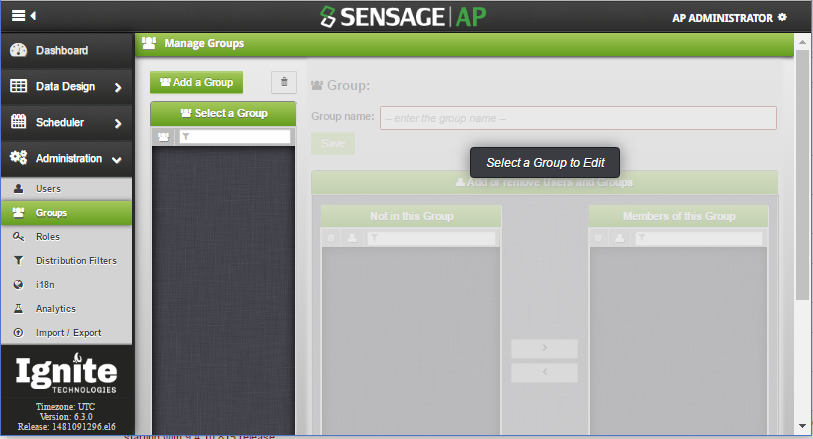 SENSAGE AP
AP ADMINISTRATOR
Dashboard
Data Design
Scheduler
Administration
Users
Groups
Roles
Distribution Filters
i18n
Analytics
Import / Export
Ignite
TECHNOLOGIES
Timezone: UTC
Version: 6.3.0
Release: 1481091296.el6
Manage Groups
Add a Group
Select a Group
Group:
Group name:
-- enter the group name --
Save
Select a Group to Edit
Add or remove Users and Groups
Not in this Group
Members of this Group